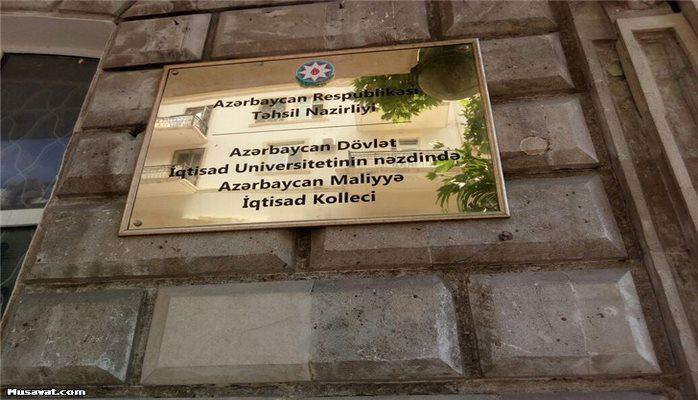 Azərbaycan Respublikası
Təhsil Nazirliyi
Azərbaycan Dövlət
İqtisad Universitetinin nəzdində
Azərbaycan Maliyyə
İqtisad Kolleci
Musavat.com